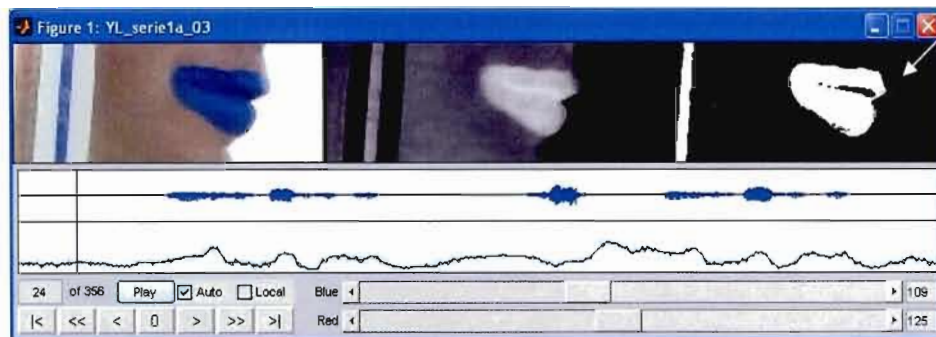 Figure 1: YL_serie1a_03
24 of 356 Play Auto Local Blue 109
|< << < 0 > >> >| Red 125